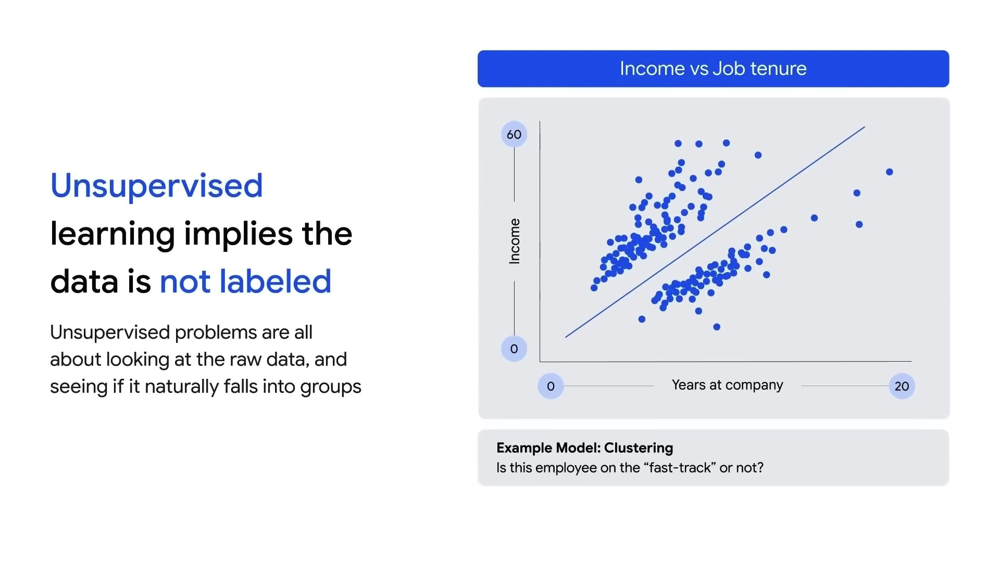 Unsupervised
learning implies the
data is not labeled
Unsupervised problems are all
about looking at the raw data, and
seeing if it naturally falls into groups
Income vs Job tenure
60
Income
0
0
Years at company
20
Example Model: Clustering
Is this employee on the “fast-track” or not?